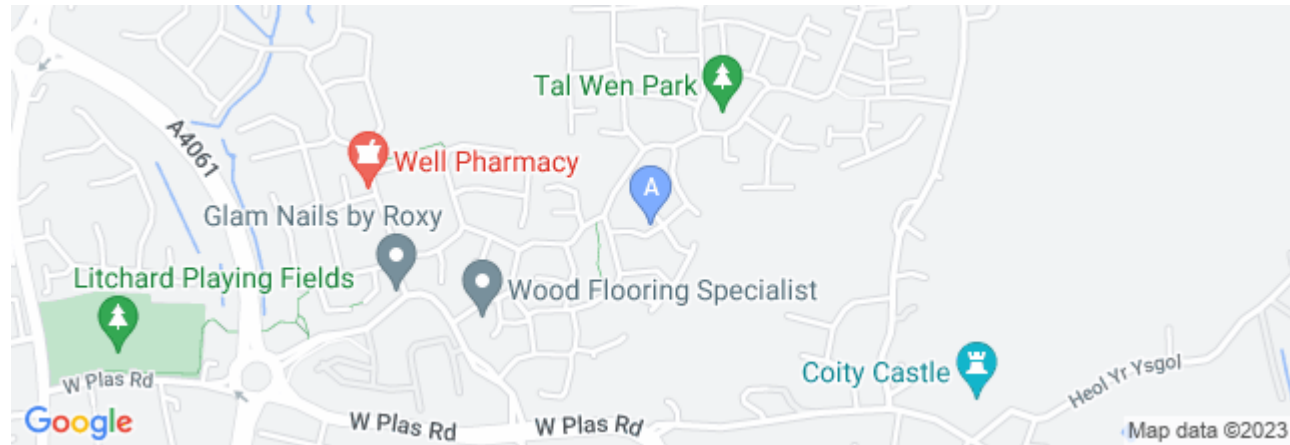 Tal Wen Park
A4061
Well Pharmacy
A
Glam Nails by Roxy
Litchard Playing Fields
Wood Flooring Specialist
Coity Castle
Heol Yr Ysgol
W Plas Rd
W Plas Rd
W Plas Rd
Google
Map data ©2023